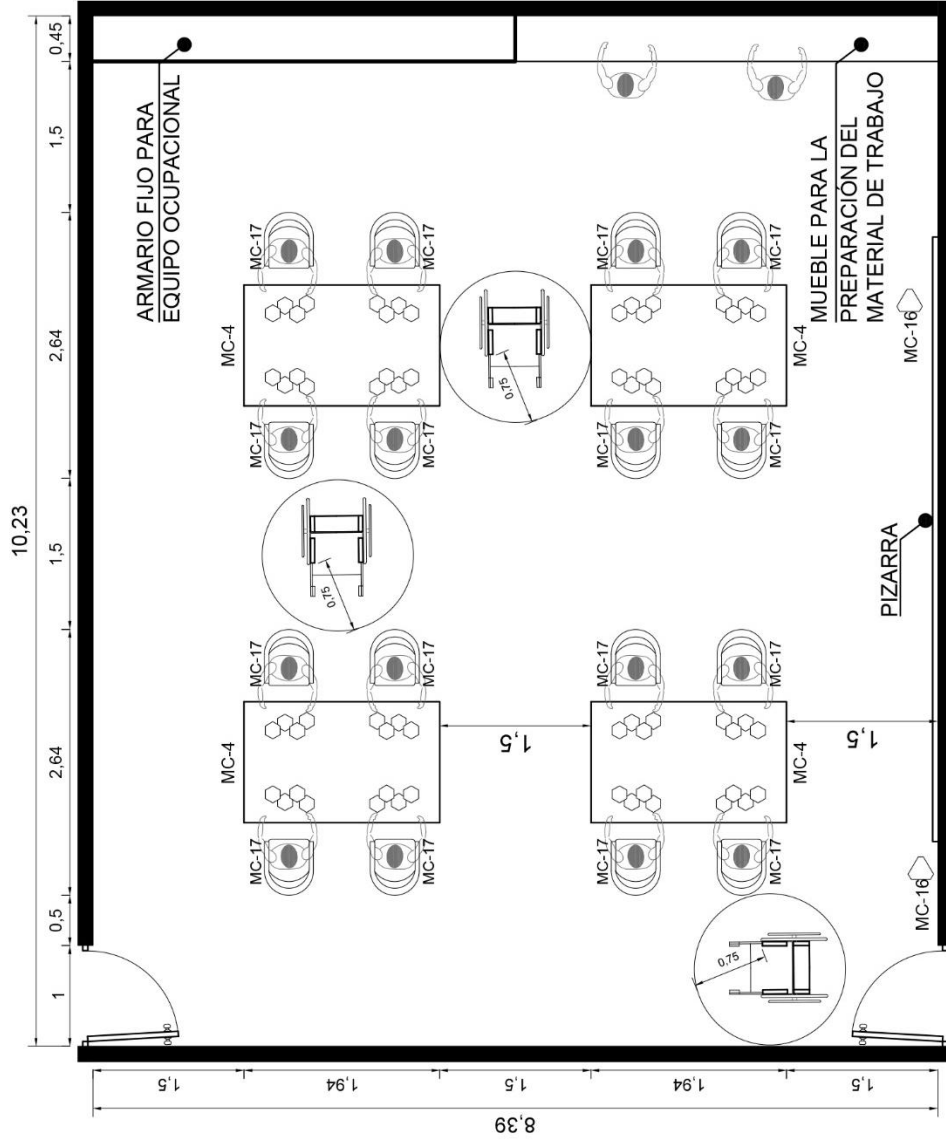 10,23
1
0,5
2,64
1,5
2,64
1,5
0,45
ARMARIO FIJO PARA
EQUIPO OCUPACIONAL
MC-4
MC-4
MC-17
MC-17
MC-17
MC-17
MC-17
MC-17
MC-17
MC-17
0,75
0,75
1,5
MC-4
MC-4
MC-17
MC-17
MC-17
MC-17
MC-17
MC-17
MC-17
MC-17
0,75
1,5
MUEBLE PARA LA
PREPARACIÓN DEL
MATERIAL DE TRABAJO
PIZARRA
MC-16
MC-16
1,5
1,94
1,5
1,94
1,5
8,39